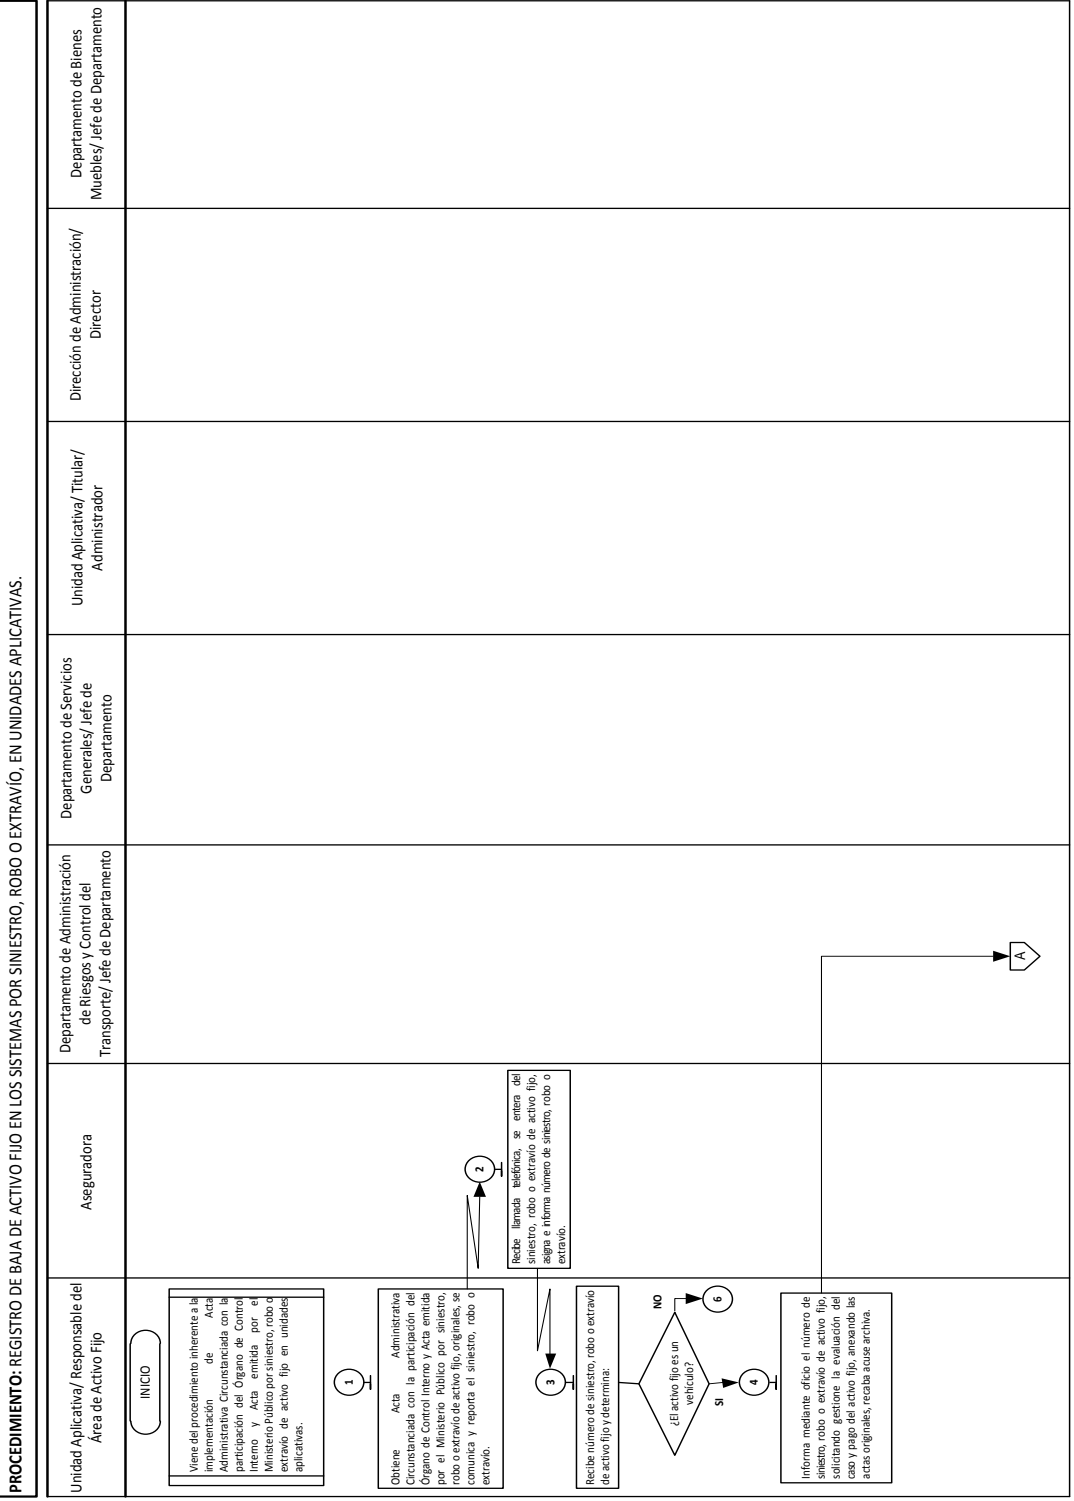 PROCEDIMIENTO: REGISTRO DE BAJA DE ACTIVO FIJO EN LOS SISTEMAS POR SINIESTRO, ROBO O EXTRAVÍO, EN UNIDADES APLICATIVAS.
Unidad Aplicativa/ Responsable del
Área de Activo Fijo
Aseguradora
Departamento de Administración
de Riesgos y Control del
Transporte/ Jefe de Departamento
Departamento de Servicios
Generales/ Jefe de
Departamento
Unidad Aplicativa/ Titular/
Administrador
Dirección de Administración/
Director
Departamento de Bienes
Muebles/ Jefe de Departamento
INICIO
Viene del procedimiento inherente a la
implementación de Acta
Administrativa Circunstanciada con la
participación del Órgano de Control
Interno y Acta emitida por el
Ministerio Público por siniestro, robo o
extravío de activo fijo en unidades
aplicativas.
1
Obtiene Acta Administrativa
Circunstanciada con la participación del
Órgano de Control Interno y Acta emitida
por el Ministerio Público por siniestro,
robo o extravío de activo fijo, originales, se
comunica y reporta el siniestro, robo o
extravío.
2
Recibe llamada telefónica, se entera del
siniestro, robo o extravío de activo fijo,
asigna e informa número de siniestro, robo o
extravío.
3
Recibe número de siniestro, robo o extravío
de activo fijo y determina:
¿El activo fijo es un
vehículo?
NO
6
SI
4
Informa mediante oficio el número de
siniestro, robo o extravío de activo fijo,
solicitando gestione la evaluación del
caso y pago del activo fijo, anexando las
actas originales, recaba acuse archiva.
A